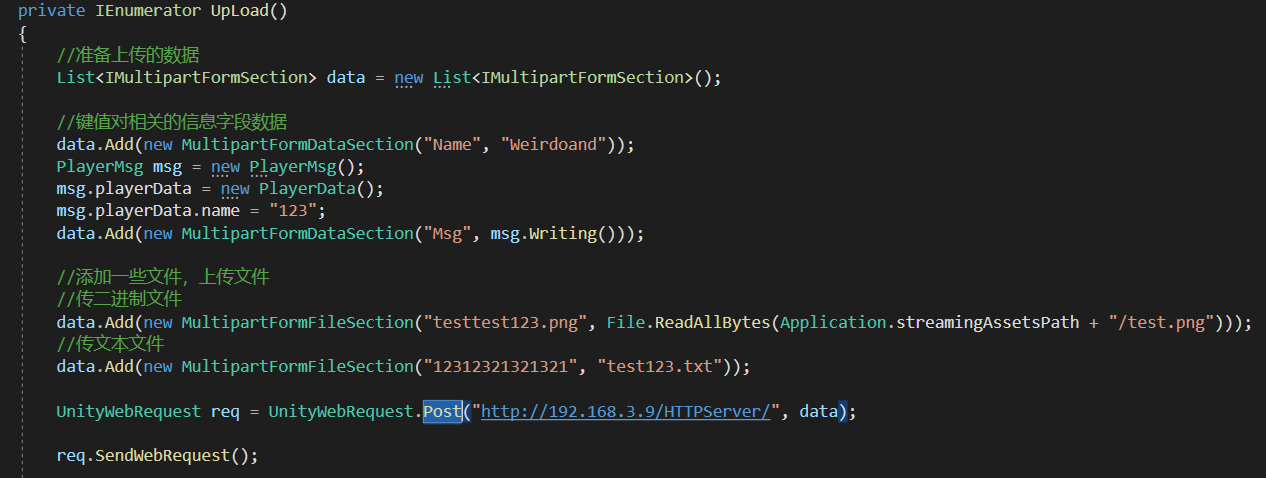 private IEnumerator UpLoad()
{
//准备上传的数据
List<IMultipartFormSection> data = new List<IMultipartFormSection>();
//键值对相关的信息字段数据
data.Add(new MultipartFormDataSection("Name", "Weirdoand"));
PlayerMsg msg = new PlayerMsg();
msg.playerData = new PlayerData();
msg.playerData.name = "123";
data.Add(new MultipartFormDataSection("Msg", msg.Writing()));
//添加一些文件，上传文件
//传二进制文件
data.Add(new MultipartFormFileSection("testtest123.png", File.ReadAllBytes(Application.streamingAssetsPath + "/test.png")));
//传文本文件
data.Add(new MultipartFormFileSection("12312321321321", "test123.txt"));
UnityWebRequest req = UnityWebRequest.Post("http://192.168.3.9/HTTPServer/", data);
req.SendWebRequest();